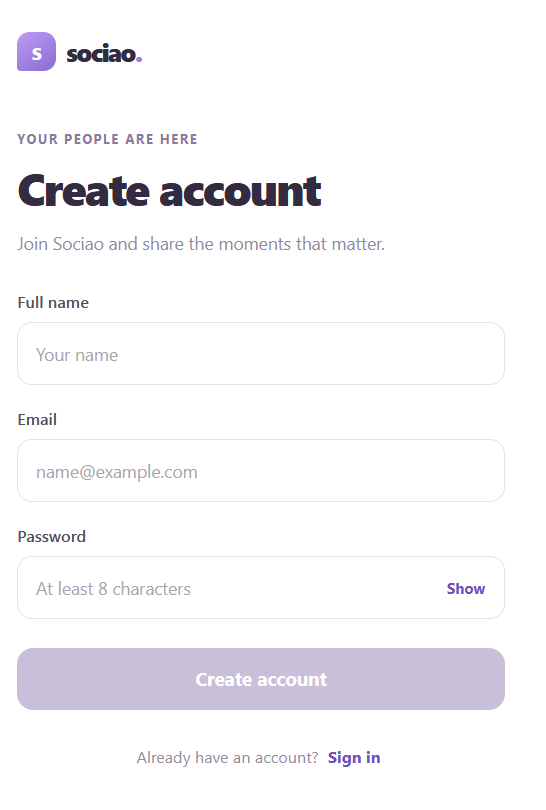 s sociao.
YOUR PEOPLE ARE HERE
Create account
Join Sociao and share the moments that matter.
Full name
Your name
Email
name@example.com
Password
At least 8 characters Show
Create account
Already have an account? Sign in